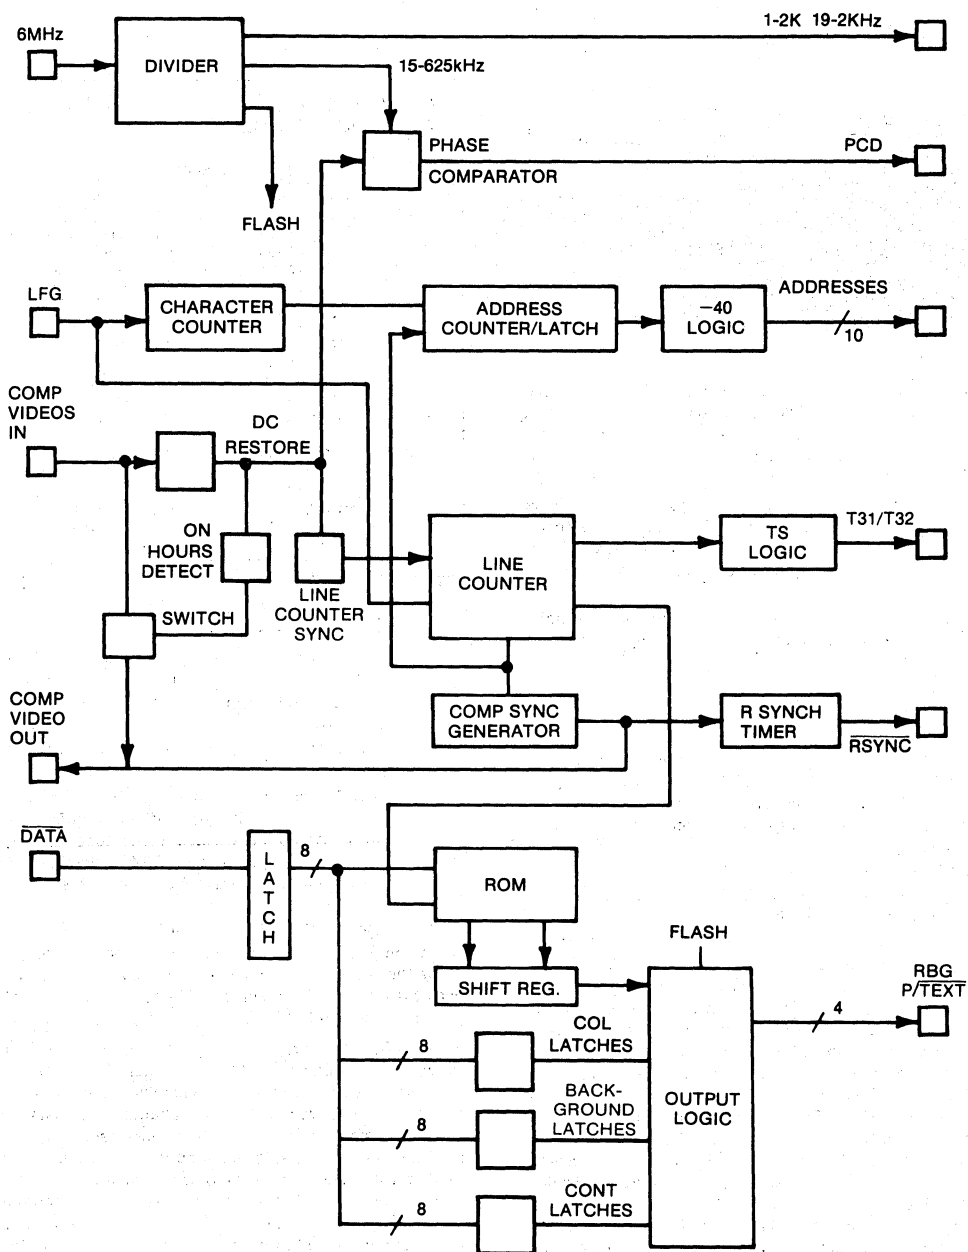 1-2K 19-2KHz
6MHz
DIVIDER
15-625kHz
PHASE
COMPARATOR
PCD
FLASH
LFG
CHARACTER
COUNTER
ADDRESS
COUNTER/LATCH
−40
LOGIC
ADDRESSES
10
COMP
VIDEOS
IN
DC
RESTORE
ON
HOURS
DETECT
LINE
COUNTER
SYNC
LINE
COUNTER
TS
LOGIC
T31/T32
SWITCH
COMP
VIDEO
OUT
COMP SYNC
GENERATOR
R SYNCH
TIMER
RSYNC
DATA
LATCH
8
ROM
SHIFT REG.
FLASH
RBG
P/TEXT
4
8
COL
LATCHES
OUTPUT
LOGIC
8
BACK-
GROUND
LATCHES
8
CONT
LATCHES